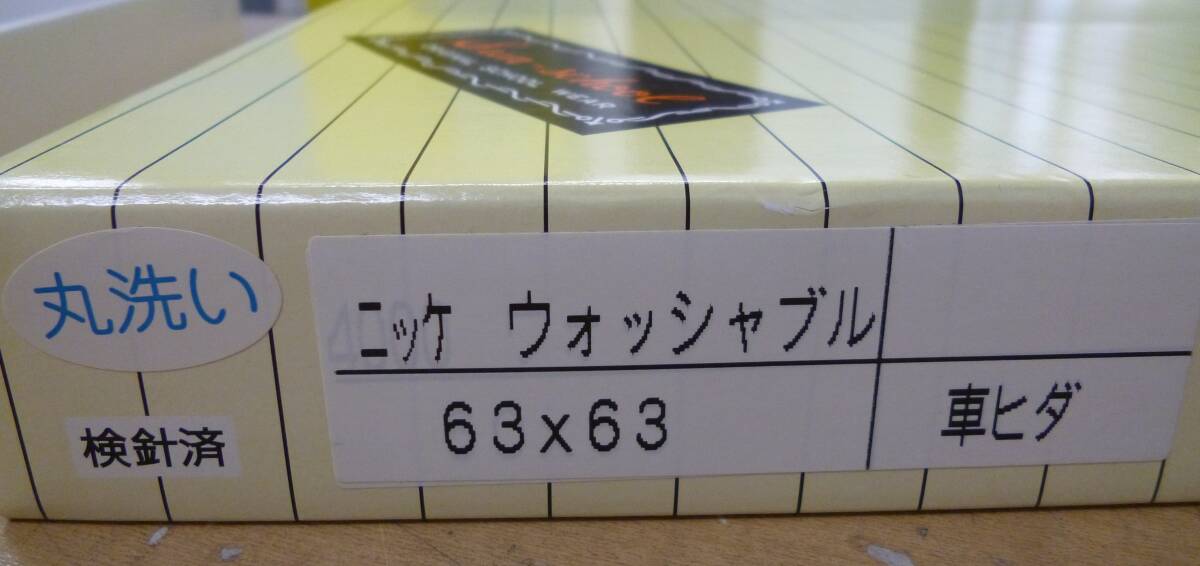 丸洗い
検針済
ニッケ ウォッシャブル
63x63
車ヒダ